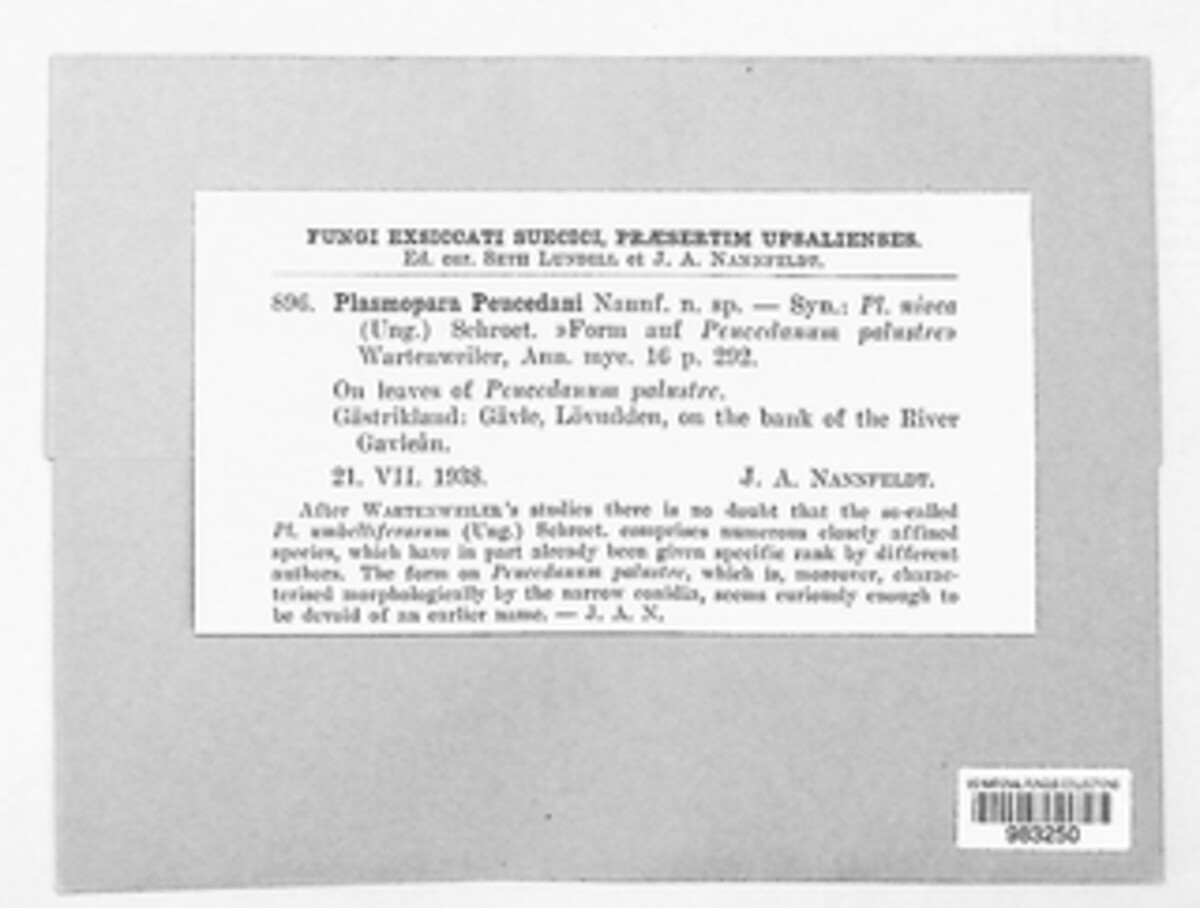 FUNGI EXSICCATI SUECICI, PRÆSERTIM UPSALIENSES.
Ed. cur. SETH LUNDELL et J. A. NANNFELDT.
896. Plasmopara Peucedani Nannf. n. sp. — Syn.: Pl. nivea
(Ung.) Schroet. »Form auf Peucedanum palustre»
Wartenweiler, Ann. myc. 16 p. 292.
On leaves of Peucedanum palustre.
Gästrikland: Gävle, Lövudden, on the bank of the River
Gavleån.
21. VII. 1938. J. A. NANNFELDT.
After WARTENWEILER's studies there is no doubt that the so-called
Pl. umbelliferarum (Ung.) Schroet. comprises numerous closely affined
species, which have in part already been given specific rank by different
authors. The form on Peucedanum palustre, which is, moreover, charac-
terised morphologically by the narrow conidia, seems curiously enough to
be devoid of an earlier name. — J. A. N.
US NATIONAL FUNGUS COLLECTIONS
983250